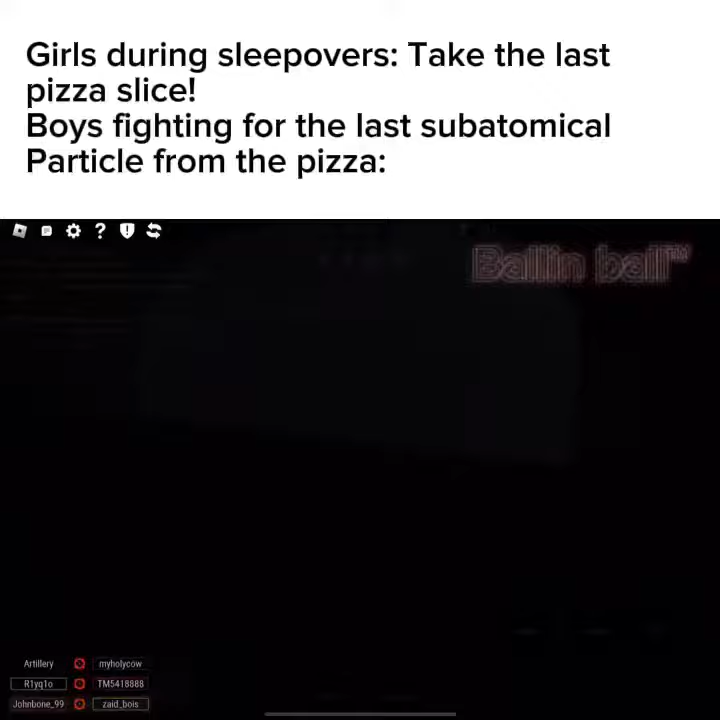 Girls during sleepovers: Take the last
pizza slice!
Boys fighting for the last subatomical
Particle from the pizza:
?
Ballin ball™
Artillery myholycow
R1yq1o TM5418888
Johnbone_99 zaid_bois